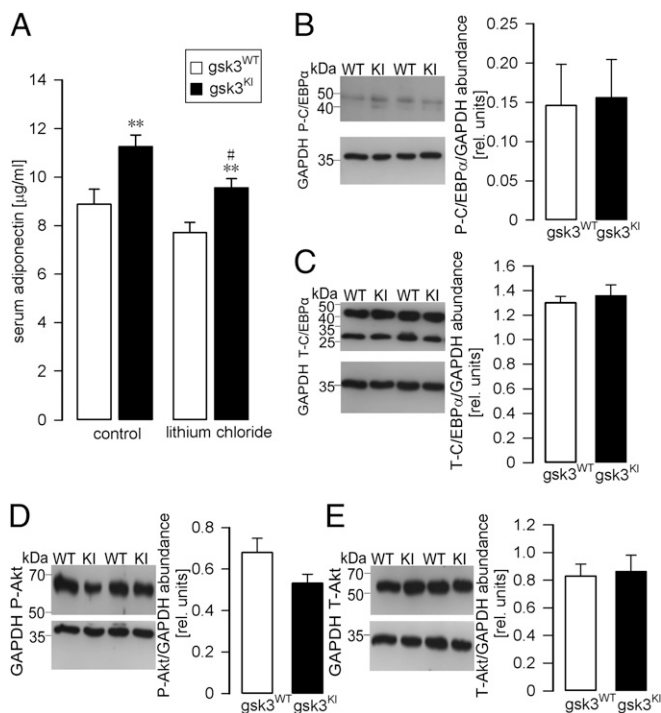 A
gsk3WT
gsk3KI
serum adiponectin [µg/ml]
14
12
10
8
6
4
2
0
**
#
**
control
lithium chloride
B
kDa WT KI WT KI
50
40
35
GAPDH P-C/EBPα
P-C/EBPα/GAPDH abundance
[rel. units]
0.25
0.20
0.15
0.10
0.05
0
gsk3WT gsk3KI
C
kDa WT KI WT KI
50
40
35
25
35
GAPDH T-C/EBPα
T-C/EBPα/GAPDH abundance
[rel. units]
1.6
1.4
1.2
1.0
0.8
0.6
0.4
0.2
0
gsk3WT gsk3KI
D
kDa WT KI WT KI
70
50
35
GAPDH P-Akt
P-Akt/GAPDH abundance
[rel. units]
0.8
0.6
0.4
0.2
0.0
gsk3WT gsk3KI
E
kDa WT KI WT KI
70
50
35
GAPDH T-Akt
T-Akt/GAPDH abundance
[rel. units]
1.2
1.0
0.8
0.6
0.4
0.2
0
gsk3WT gsk3KI